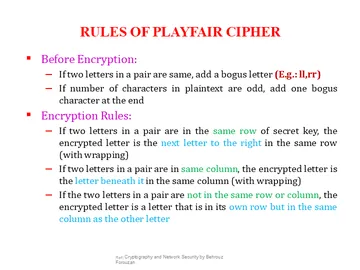 RULES OF PLAYFAIR CIPHER
▪ Before Encryption:
– If two letters in a pair are same, add a bogus letter (E.g.: ll,rr)
– If number of characters in plaintext are odd, add one bogus
character at the end
▪ Encryption Rules:
– If two letters in a pair are in the same row of secret key, the
encrypted letter is the next letter to the right in the same row
(with wrapping)
– If two letters in a pair are in same column, the encrypted letter is
the letter beneath it in the same column (with wrapping)
– If the two letters in a pair are not in the same row or column, the
encrypted letter is a letter that is in its own row but in the same
column as the other letter
Cryptography and Network Security by Behrouz
Forouzan